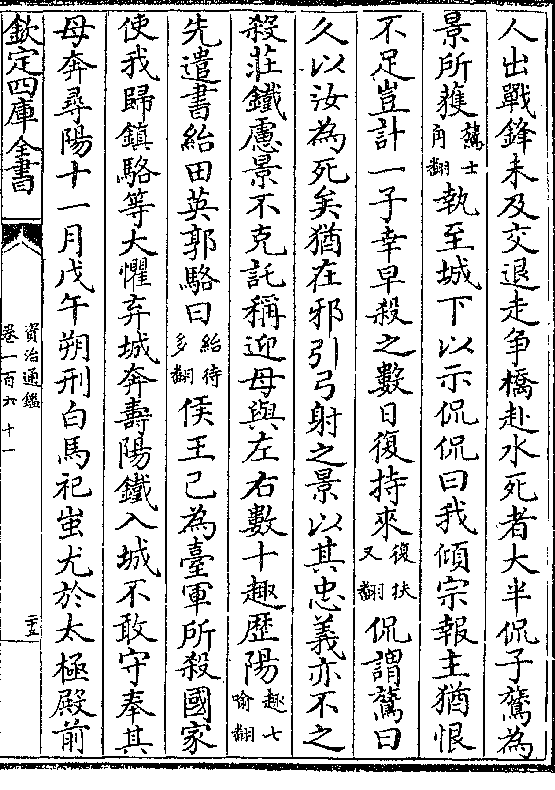 人出戰鋒未及交退走争橋赴水死者大半侃子鷟為
景所獲鷟士角翻執至城下以示侃侃曰我傾宗報主猶恨
不足豈計一子幸早殺之數日復持來復扶又翻侃謂鷟曰
久以汝為死矣猶在邪引弓射之景以其忠義亦不之
殺莊鐵慮景不克託稱迎母與左右數十趣歴陽趣七喻翻
先遣書紿田英郭駱曰紿待多翻侯王已為臺軍所殺國家
使我歸鎮駱等大懼弃城奔壽陽鐵入城不敢守奉其
母奔尋陽十一月戊午朔刑白馬祀蚩尤於太極殿前
欽定四庫全書
資治通鑑
卷一百六十一
二十五